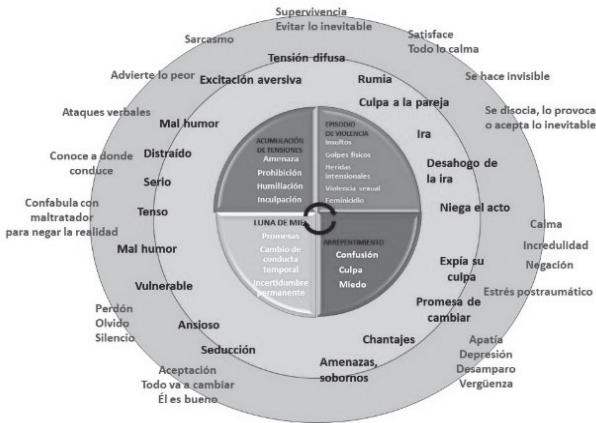 Supervivencia
Evitar lo inevitable
Sarcasmo
Satisface
Todo lo calma
Tensión difusa
Advierte lo peor
Excitación aversiva
Rumia
Se hace invisible
Culpa a la pareja
Ataques verbales
Mal humor
Se disocia, lo provoca
o acepta lo inevitable
ACUMULACIÓN
DE TENSIONES
Amenaza
Prohibición
Humillación
Inculpación
EPISODIO
DE VIOLENCIA
Insultos
Golpes físicos
Heridas
intensionales
Violencia sexual
Feminicidio
Ira
Conoce a donde
conduce
Distraído
Desahogo de
la ira
Serio
Confabula con
maltratador
para negar la realidad
Tenso
Niega el acto
LUNA DE MIE
Promesas
Cambio de
conducta
temporal
Incertidumbre
permanente
ARREPENTIMIENTO
Confusión
Culpa
Miedo
Calma
Incredulidad
Negación
Estrés postraumático
Mal humor
Expía su
culpa
Vulnerable
Promesa de
cambiar
Perdón
Olvido
Silencio
Ansioso
Chantajes
Seducción
Amenazas,
sobornos
Apatía
Depresión
Desamparo
Vergüenza
Aceptación
Todo va a cambiar
Él es bueno